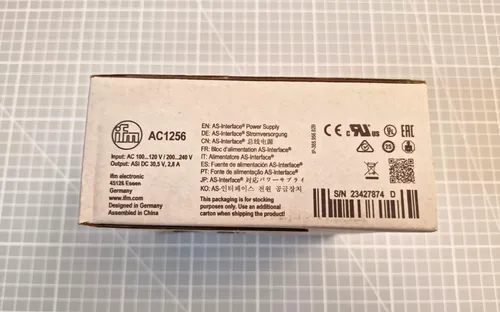 ifm
AC1256
Input: AC 100...120 V / 200...240 V
Output: ASi DC 30,5 V, 2,8 A
ifm electronic
45128 Essen
Germany
www.ifm.com
Designed in Germany
Assembled in China
EN: AS-Interface® Power Supply
DE: AS-Interface® Stromversorgung
CN: AS-Interface® 总线电源
FR: Bloc d'alimentation AS-Interface®
IT: Alimentatore AS-Interface®
ES: Fuente de alimentación AS-Interface®
PT: Fonte de alimentação AS-Interface®
JP: AS-Interface® 対応パワーサプライ
KO: AS-인터페이스 전원 공급장치
This packaging is for stocking
purposes only. Use an additional
carton when shipping the product!
CE
UL
US
EAC
25
S/N 23427874 D